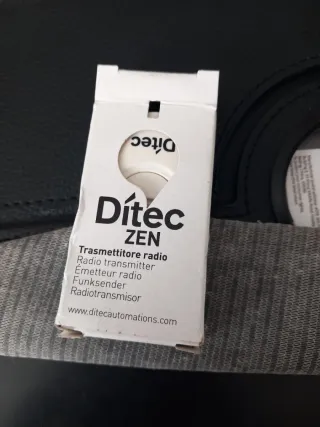 Ditec
Ditec
ZEN
Trasmettitore radio
Radio transmitter
Émetteur radio
Funksender
Radiotransmisor
www.ditecautomations.com